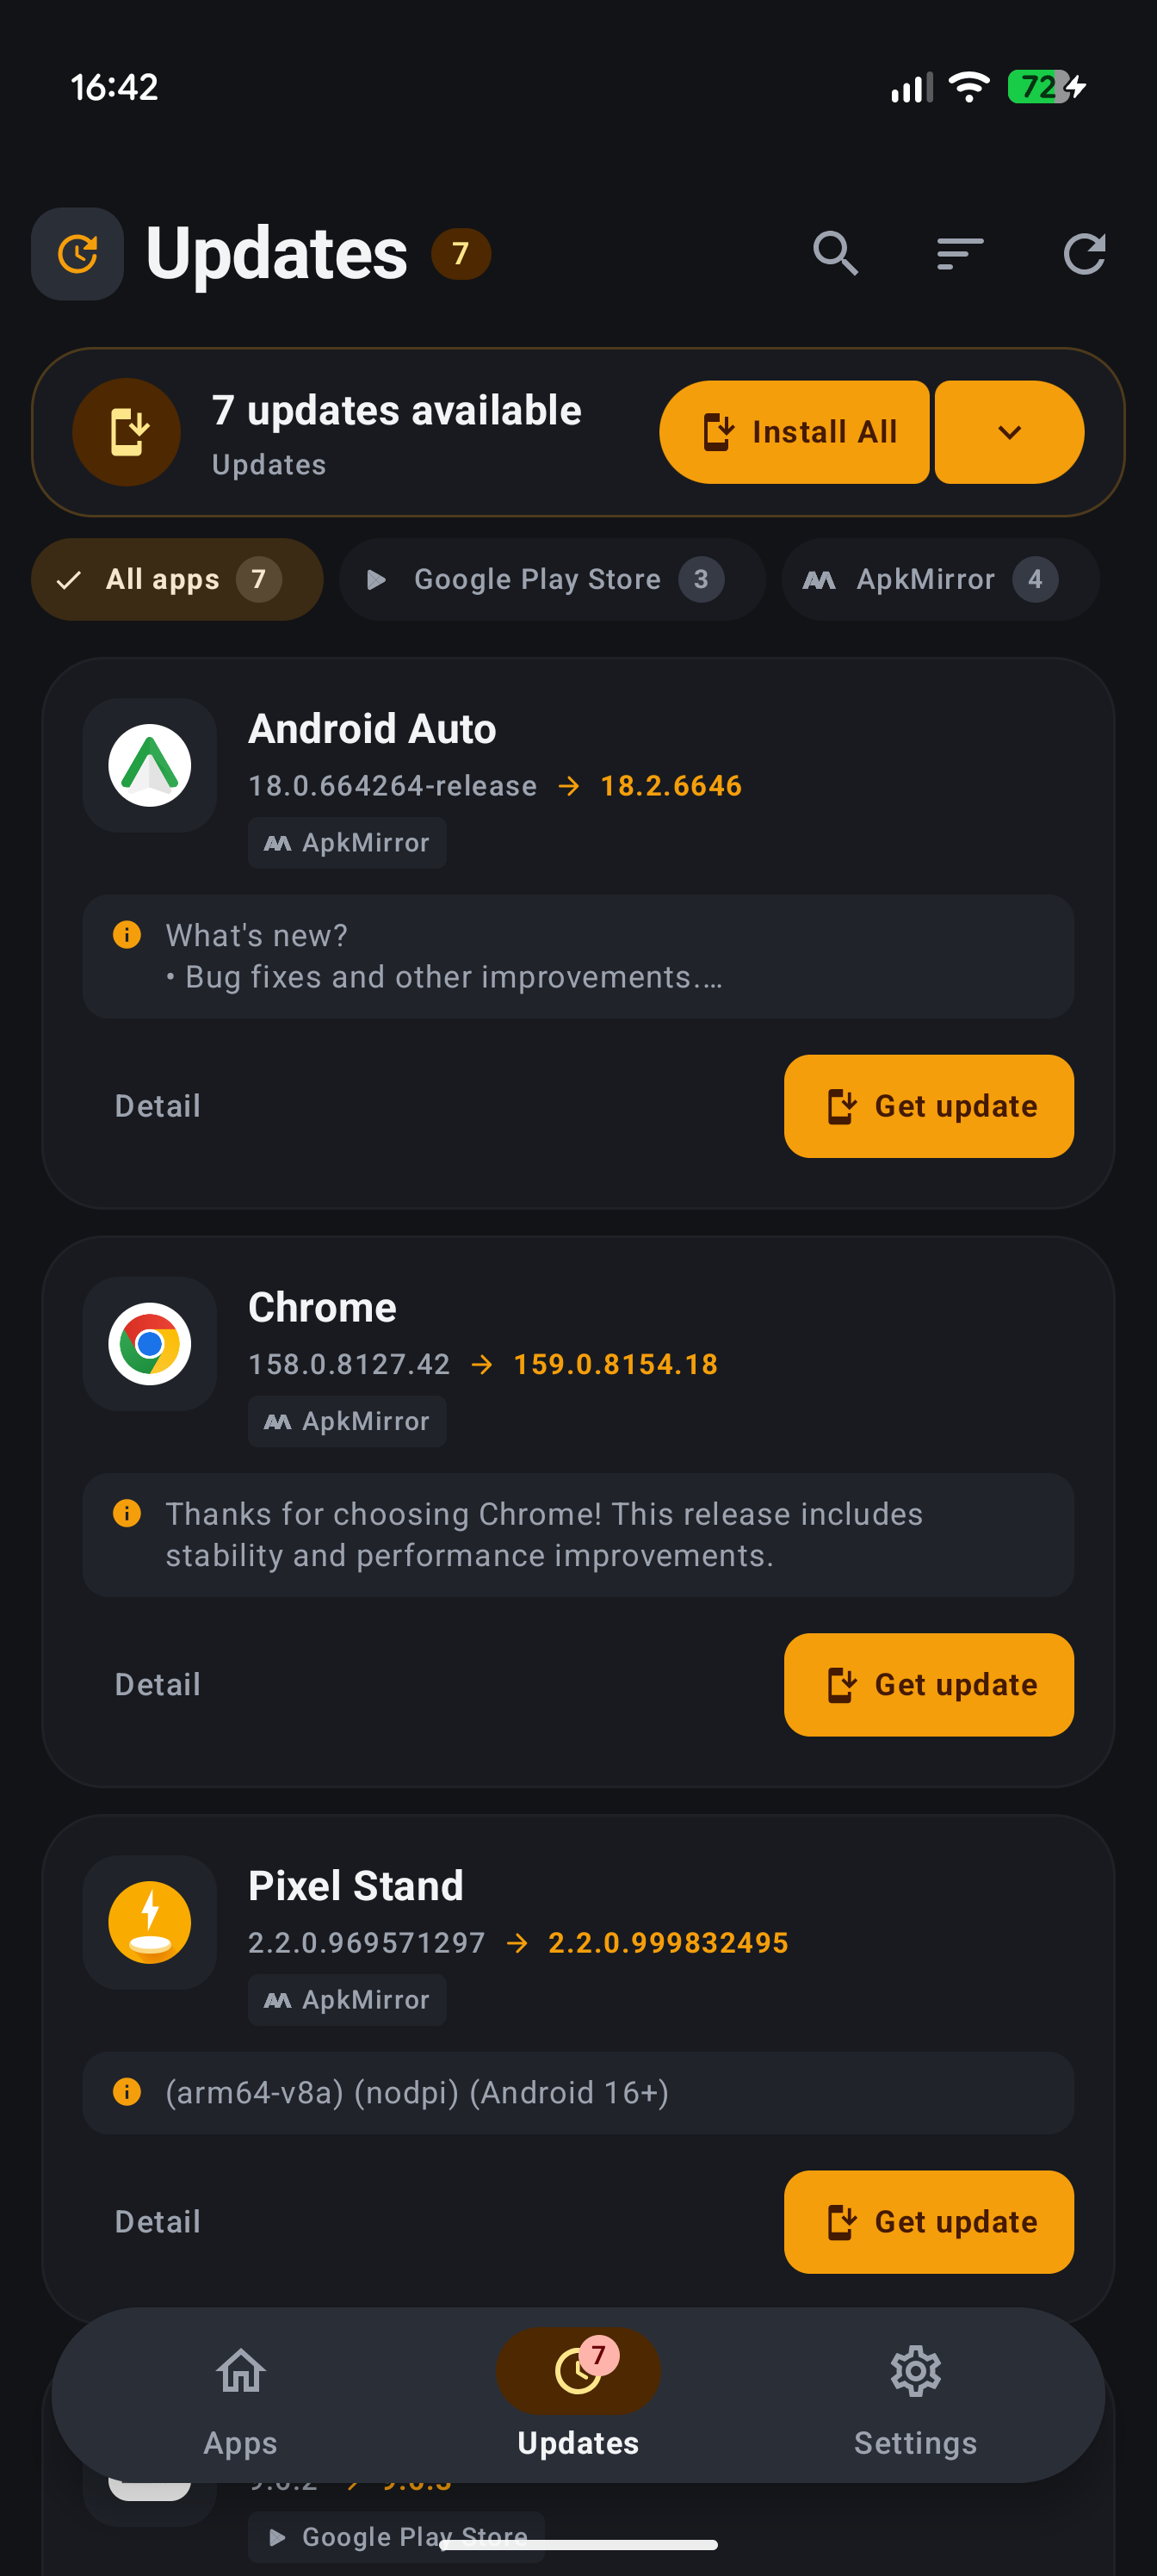 16:42
72
Updates 7
7 updates available
Updates
Install All
All apps 7
Google Play Store 3
ApkMirror 4
Android Auto
18.0.664264-release → 18.2.6646
ApkMirror
What's new?
• Bug fixes and other improvements.…
Detail
Get update
Chrome
158.0.8127.42 → 159.0.8154.18
ApkMirror
Thanks for choosing Chrome! This release includes
stability and performance improvements.
Detail
Get update
Pixel Stand
2.2.0.969571297 → 2.2.0.999832495
ApkMirror
(arm64-v8a) (nodpi) (Android 16+)
Detail
Get update
7
Apps
Updates
Settings
Google Play Store